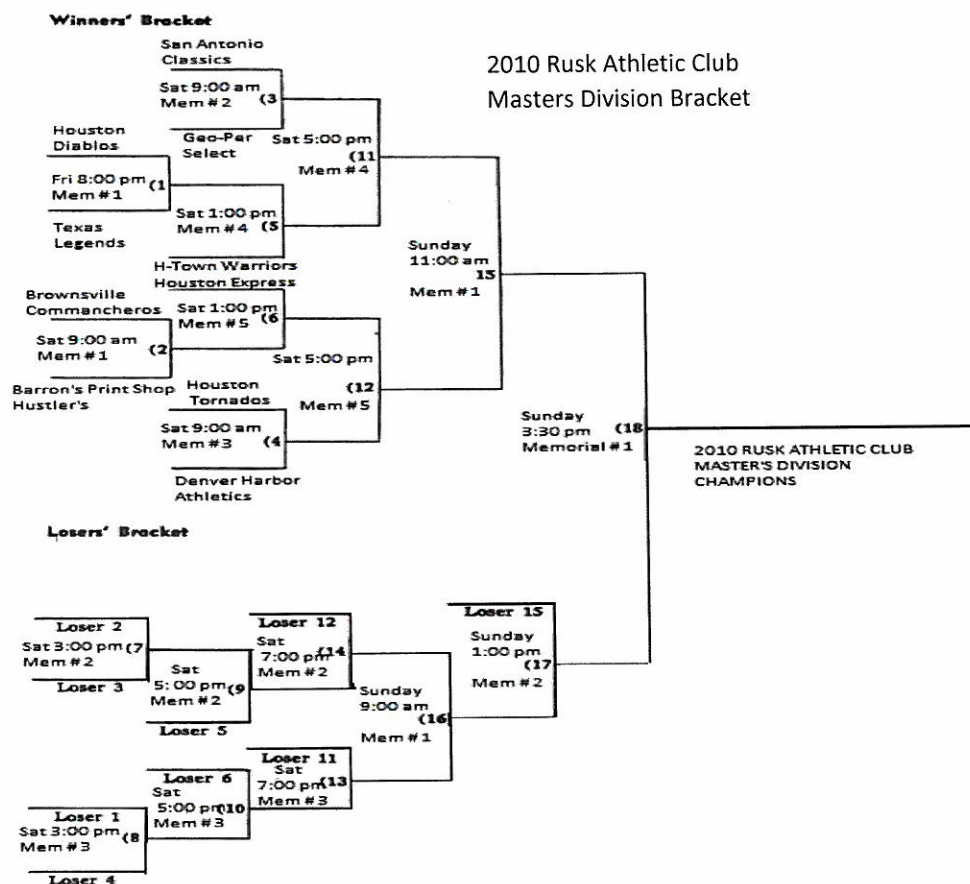 Winners' Bracket
2010 Rusk Athletic Club
Masters Division Bracket
San Antonio
Classics
Sat 9:00 am
Mem #2
(3
Geo-Per
Select
Houston
Diablos
Fri 8:00 pm
Mem #1
(1
Texas
Legends
Sat 5:00 pm
(11
Mem #4
Sat 1:00 pm
Mem #4
(5
H-Town Warriors
Houston Express
Sunday
11:00 am
15
Mem #1
Brownsville
Commancheros
Sat 1:00 pm
Mem #5
(6
Sat 9:00 am
Mem #1
(2
Barron's Print Shop
Hustler's
Sat 5:00 pm
(12
Mem #5
Houston
Tornados
Sat 9:00 am
Mem #3
(4
Denver Harbor
Athletics
Sunday
3:30 pm
(18
Memorial #1
2010 RUSK ATHLETIC CLUB
MASTER'S DIVISION
CHAMPIONS
Losers' Bracket
Loser 2
Sat 3:00 pm
(7
Mem #2
Loser 3
Sat
5: 00 pm
(9
Mem #2
Loser 5
Loser 12
Sat
7:00 pm
(14
Mem #2
Sunday
9:00 am
(16
Mem #1
Loser 15
Sunday
1:00 pm
(17
Mem #2
Loser 11
Sat
7:00 pm
(13
Mem #3
Loser 6
Sat
5:00 pm
(10
Mem #3
Loser 1
Sat 3:00 pm
(8
Mem #3
Loser 4